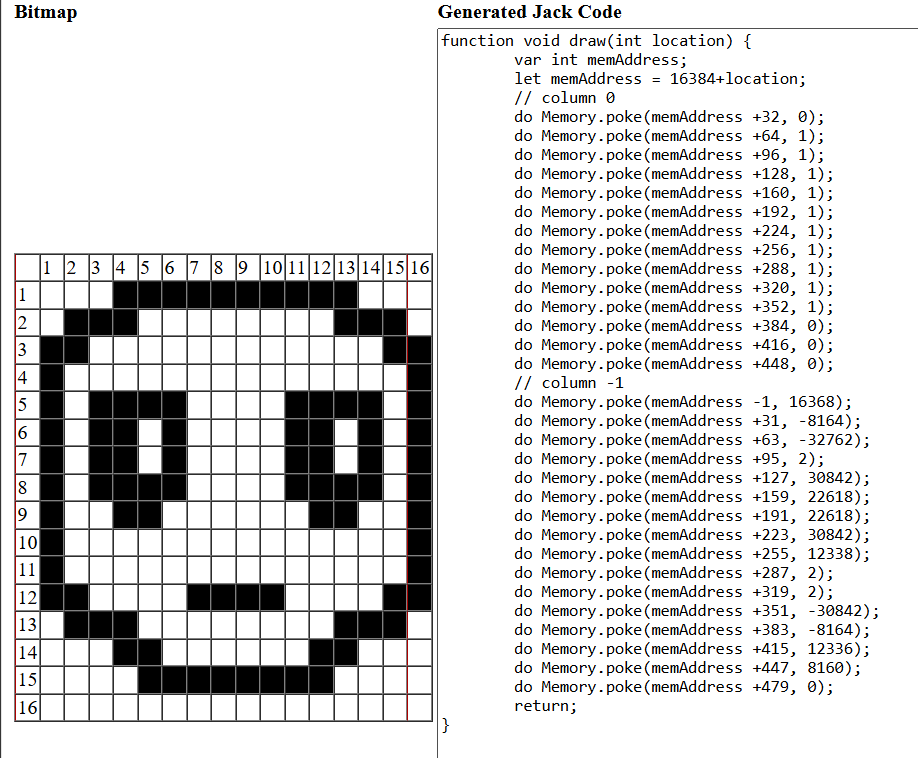 Bitmap
1 2 3 4 5 6 7 8 9 10 11 12 13 14 15 16
1
2
3
4
5
6
7
8
9
10
11
12
13
14
15
16
Generated Jack Code
function void draw(int location) {
var int memAddress;
let memAddress = 16384+location;
// column 0
do Memory.poke(memAddress +32, 0);
do Memory.poke(memAddress +64, 1);
do Memory.poke(memAddress +96, 1);
do Memory.poke(memAddress +128, 1);
do Memory.poke(memAddress +160, 1);
do Memory.poke(memAddress +192, 1);
do Memory.poke(memAddress +224, 1);
do Memory.poke(memAddress +256, 1);
do Memory.poke(memAddress +288, 1);
do Memory.poke(memAddress +320, 1);
do Memory.poke(memAddress +352, 1);
do Memory.poke(memAddress +384, 0);
do Memory.poke(memAddress +416, 0);
do Memory.poke(memAddress +448, 0);
// column -1
do Memory.poke(memAddress -1, 16368);
do Memory.poke(memAddress +31, -8164);
do Memory.poke(memAddress +63, -32762);
do Memory.poke(memAddress +95, 2);
do Memory.poke(memAddress +127, 30842);
do Memory.poke(memAddress +159, 22618);
do Memory.poke(memAddress +191, 22618);
do Memory.poke(memAddress +223, 30842);
do Memory.poke(memAddress +255, 12338);
do Memory.poke(memAddress +287, 2);
do Memory.poke(memAddress +319, 2);
do Memory.poke(memAddress +351, -30842);
do Memory.poke(memAddress +383, -8164);
do Memory.poke(memAddress +415, 12336);
do Memory.poke(memAddress +447, 8160);
do Memory.poke(memAddress +479, 0);
return;
}